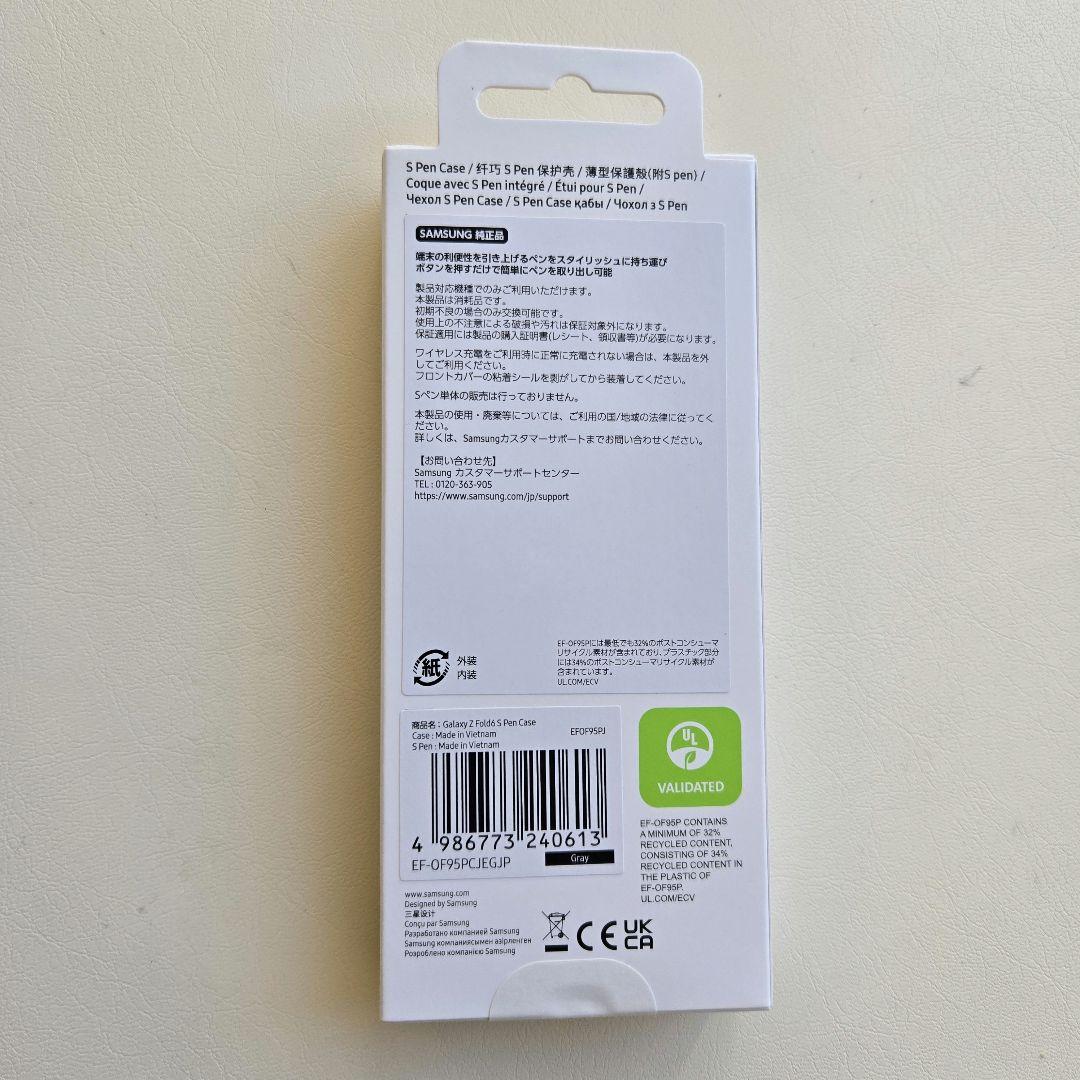 S Pen Case / 纤巧 S Pen 保护壳 / 薄型保護殼(附S pen) /
Coque avec S Pen intégré / Étui pour S Pen /
Чехол S Pen Case / S Pen Case қабы / Чохол з S Pen
SAMSUNG 純正品
端末の利便性を引き上げるペンをスタイリッシュに持ち運び
ボタンを押すだけで簡単にペンを取り出し可能
製品対応機種でのみご利用いただけます。
本製品は消耗品です。
初期不良の場合のみ交換可能です。
使用上の不注意による破損や汚れは保証対象外になります。
保証適用には製品の購入証明書(レシート、領収書等)が必要になります。
ワイヤレス充電をご利用時に正常に充電されない場合は、本製品を外
してご利用ください。
フロントカバーの粘着シールを剥がしてから装着してください。
Sペン単体の販売は行っておりません。
本製品の使用・廃棄等については、ご利用の国/地域の法律に従ってく
ださい。
詳しくは、Samsungカスタマーサポートまでお問い合わせください。
【お問い合わせ先】
Samsung カスタマーサポートセンター
TEL : 0120-363-905
https://www.samsung.com/jp/support
紙
外装
内装
EF-OF95Pには最低でも32%のポストコンシューマ
リサイクル素材が含まれており、プラスチック部分
には34%のポストコンシューマリサイクル素材が
含まれています。
UL.COM/ECV
商品名 : Galaxy Z Fold6 S Pen Case
Case : Made in Vietnam
EFOF95PJ
S Pen : Made in Vietnam
4 986773 240613
EF-OF95PCJEGJP
Gray
UL
VALIDATED
EF-OF95P CONTAINS
A MINIMUM OF 32%
RECYCLED CONTENT,
CONSISTING OF 34%
RECYCLED CONTENT IN
THE PLASTIC OF
EF-OF95P.
UL.COM/ECV
www.samsung.com
Designed by Samsung
三星设计
Conçu par Samsung
Разработано компанией Samsung
Samsung компаниясымен әзірленген
Розроблено компанією Samsung
CE
UK
CA